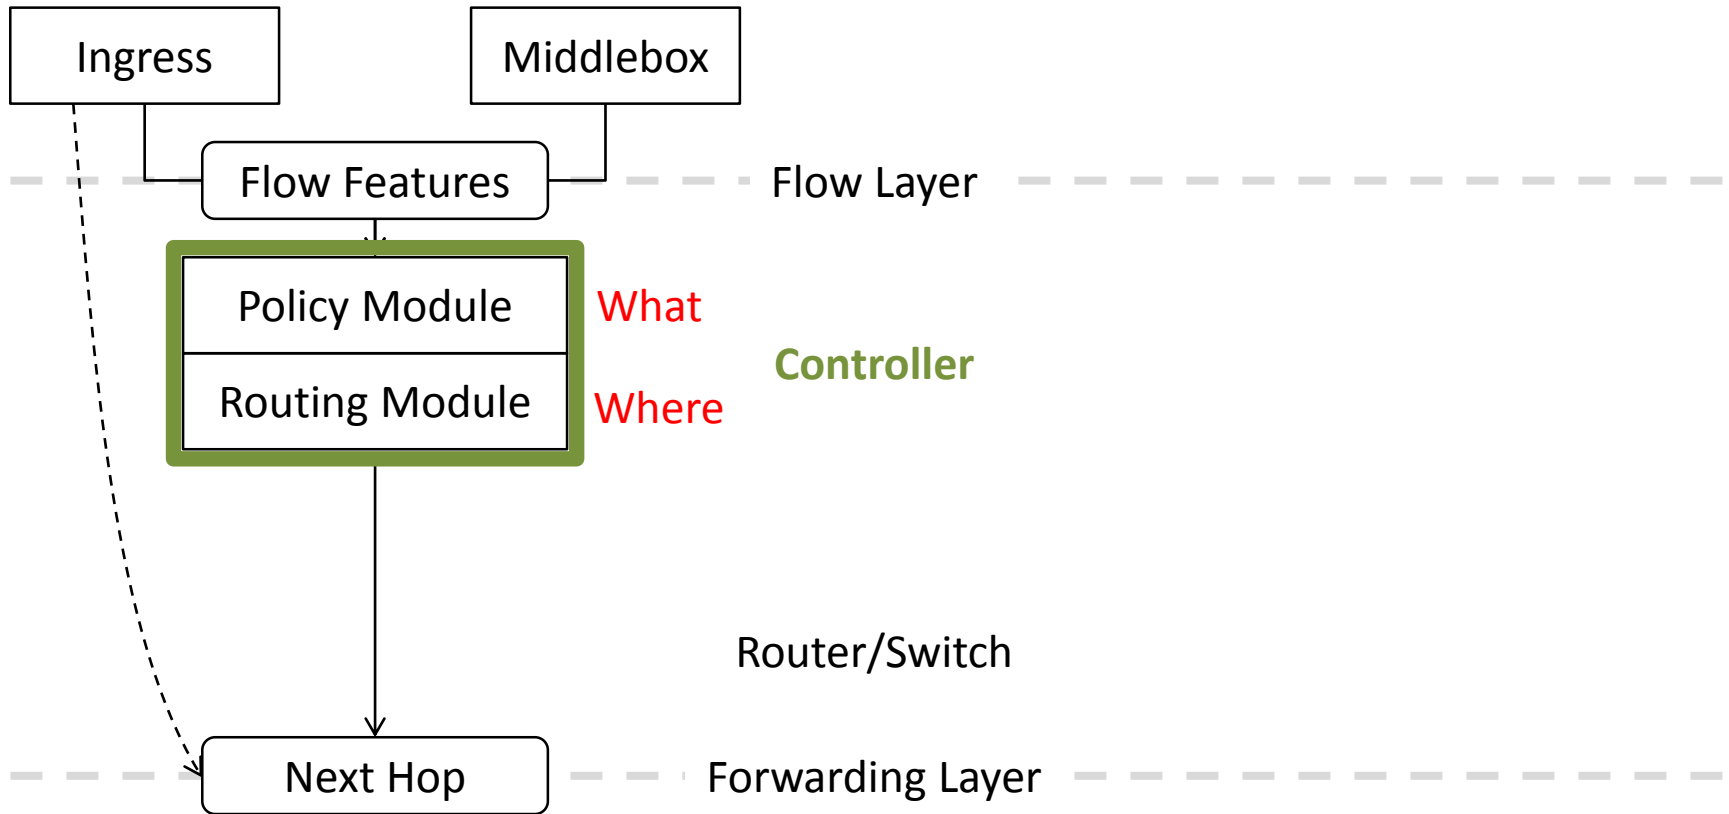 Ingress
Middlebox
Flow Features
Flow Layer
Policy Module
What
Controller
Routing Module
Where
Router/Switch
Next Hop
Forwarding Layer